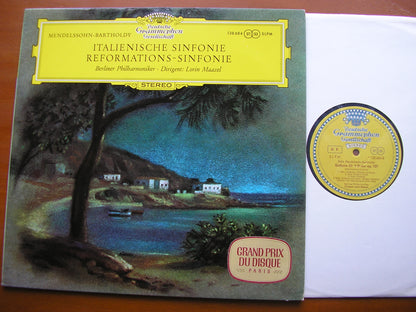 Deutsche
Grammophon
Gesellschaft
MENDELSSOHN-BARTHOLDY
138 684 SLPM
ITALIENISCHE SINFONIE
REFORMATIONS-SINFONIE
Berliner Philharmoniker · Dirigent: Lorin Maazel
STEREO
GRAND PRIX
DU DISQUE
PARIS
Deutsche
Grammophon
Gesellschaft